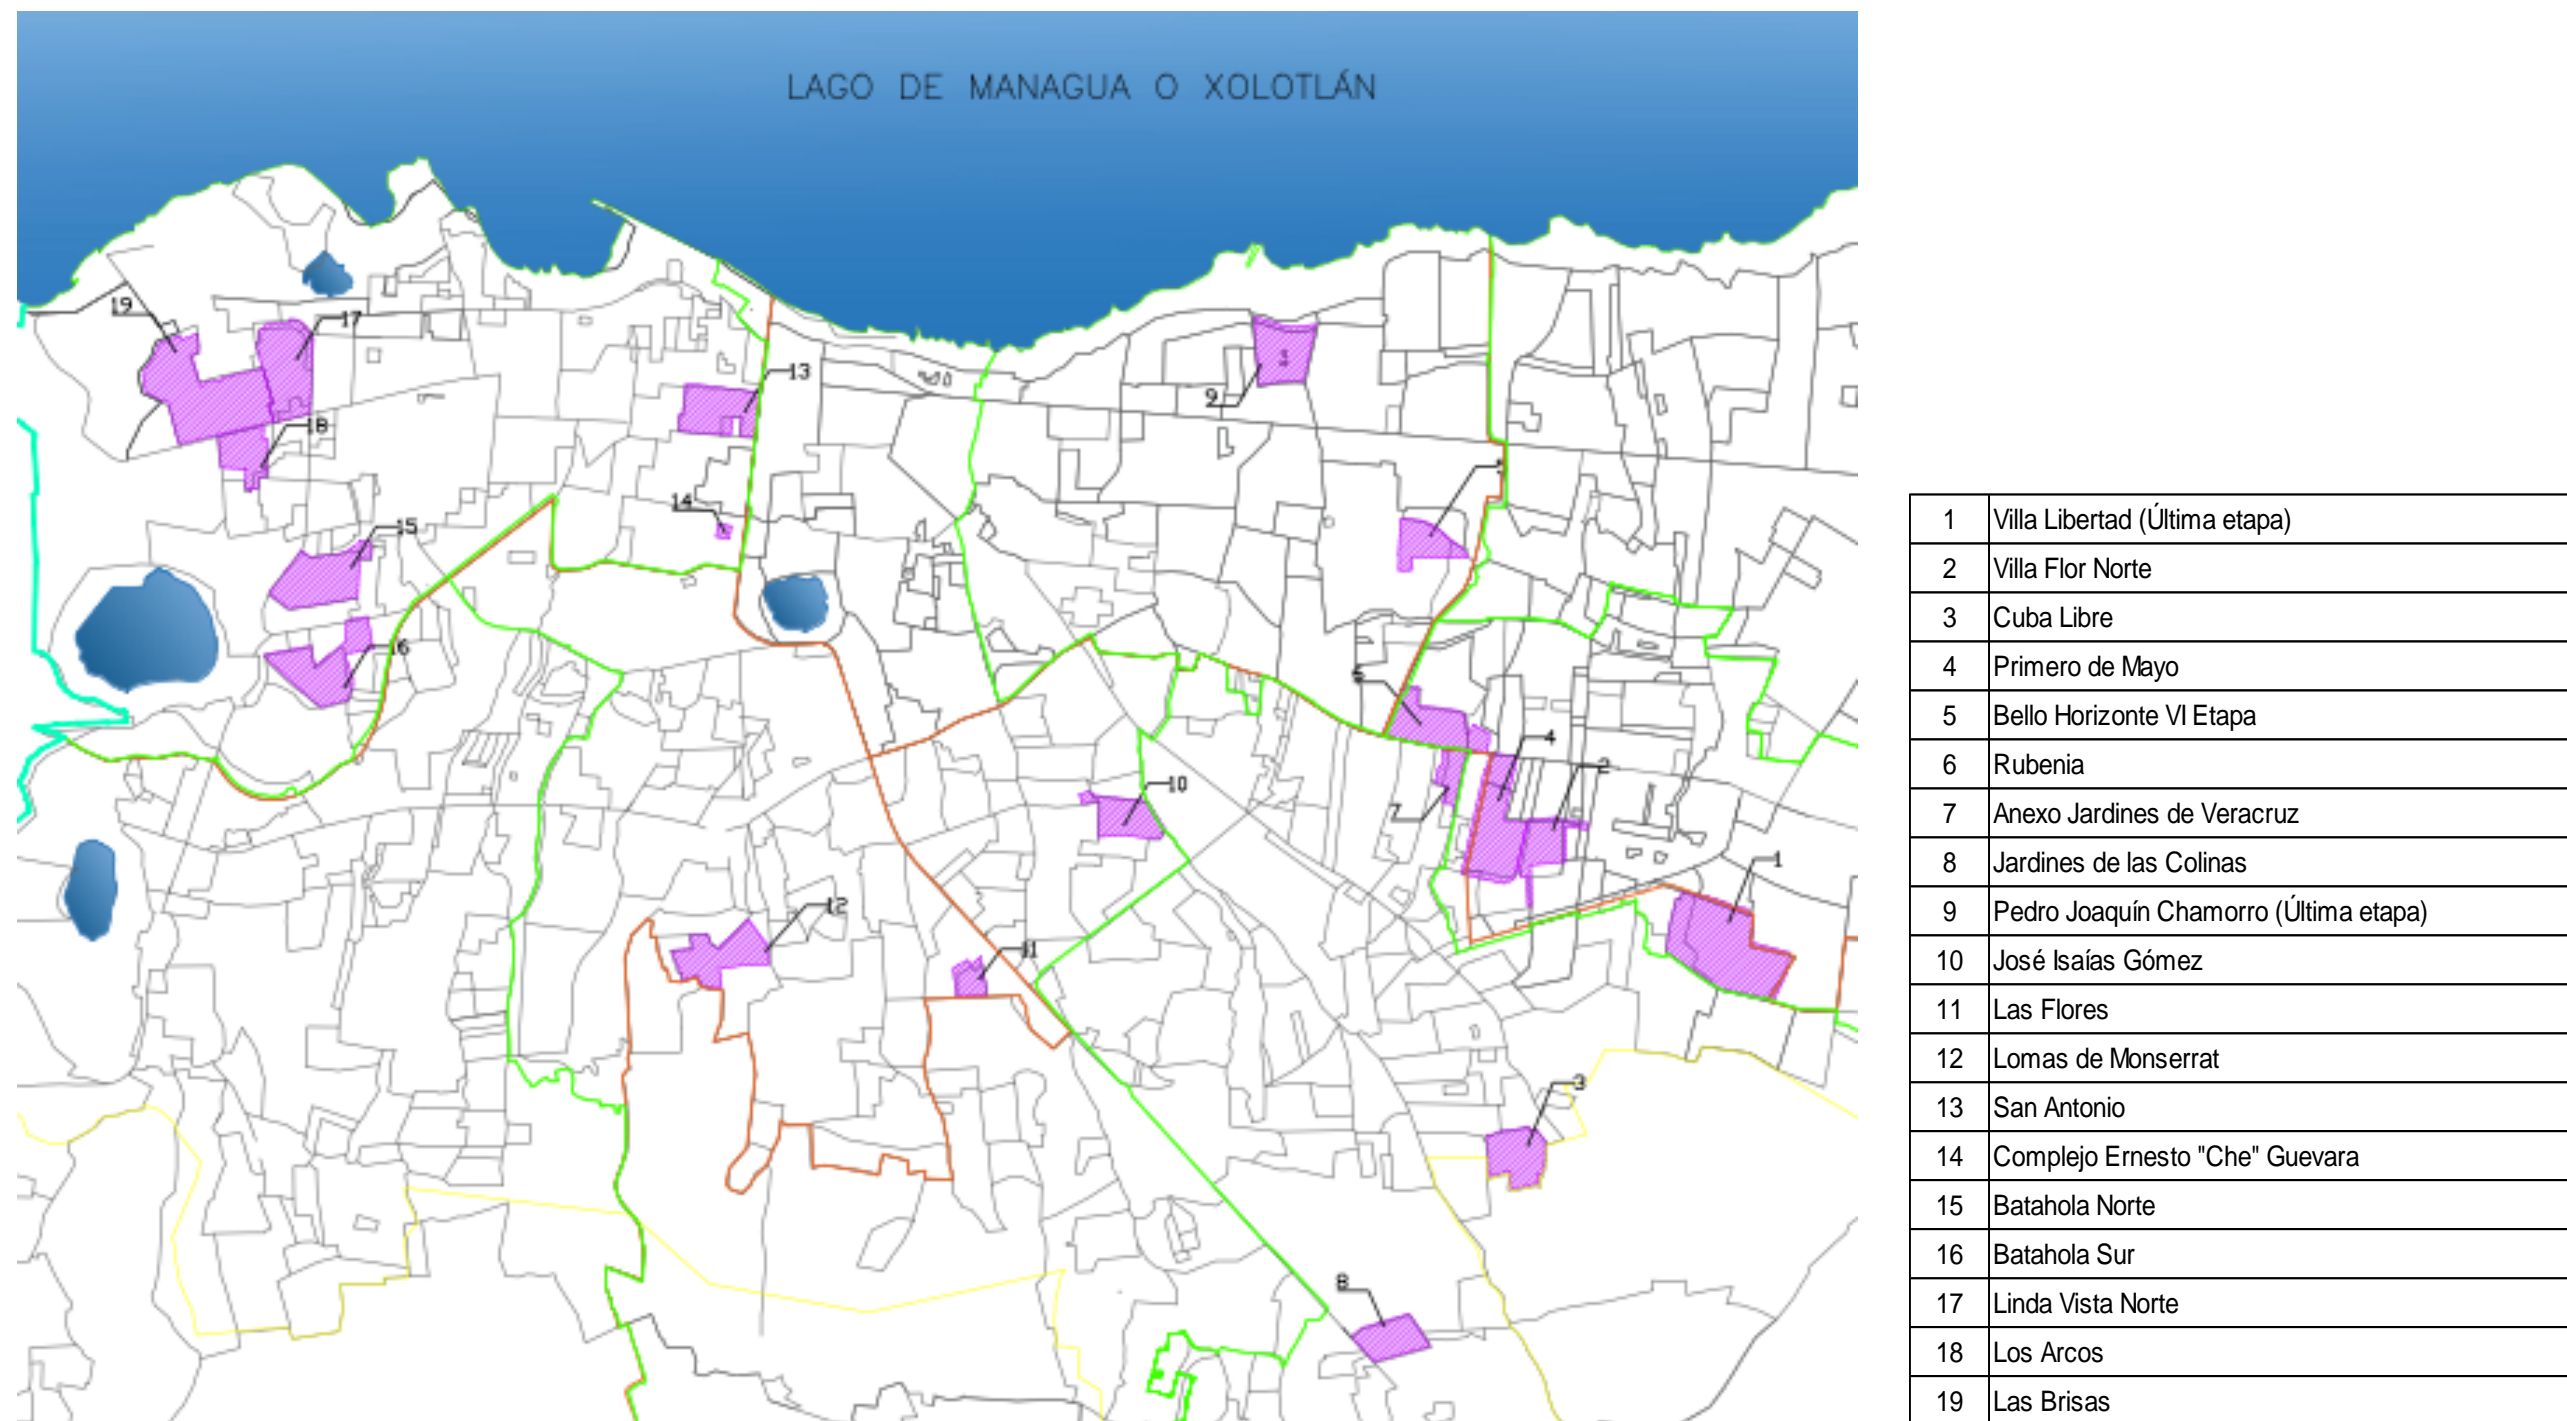 LAGO DE MANAGUA O XOLOTLÁN
19
17
13
9
18
5
14
15
16
6
4
2
10
7
1
12
11
3
8
1 Villa Libertad (Última etapa)
2 Villa Flor Norte
3 Cuba Libre
4 Primero de Mayo
5 Bello Horizonte VI Etapa
6 Rubenia
7 Anexo Jardines de Veracruz
8 Jardines de las Colinas
9 Pedro Joaquín Chamorro (Última etapa)
10 José Isaías Gómez
11 Las Flores
12 Lomas de Monserrat
13 San Antonio
14 Complejo Ernesto "Che" Guevara
15 Batahola Norte
16 Batahola Sur
17 Linda Vista Norte
18 Los Arcos
19 Las Brisas